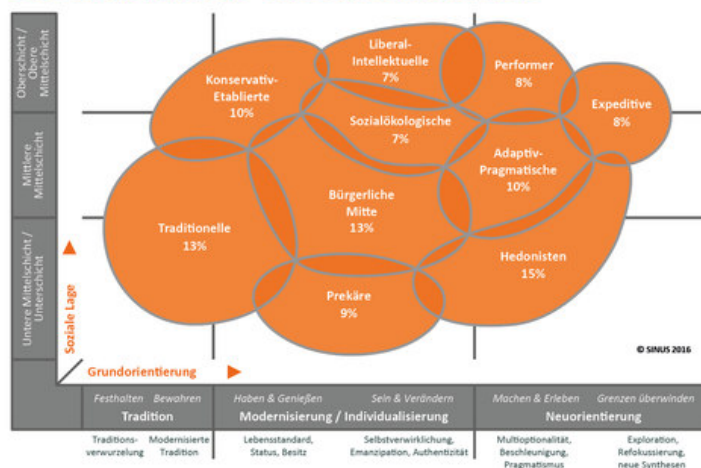 Oberschicht /
Obere
Mittelschicht
Mittlere
Mittelschicht
Untere Mittelschicht /
Unterschicht
Soziale Lage
Konservativ-
Etablierte
10%
Liberal-
Intellektuelle
7%
Performer
8%
Expeditive
8%
Sozialökologische
7%
Adaptiv-
Pragmatische
10%
Bürgerliche
Mitte
13%
Traditionelle
13%
Hedonisten
15%
Prekäre
9%
© SINUS 2016
Grundorientierung
Festhalten Bewahren
Tradition
Haben & Genießen Sein & Verändern
Modernisierung / Individualisierung
Machen & Erleben Grenzen überwinden
Neuorientierung
Traditions-
verwurzelung
Modernisierte
Tradition
Lebensstandard,
Status, Besitz
Selbstverwirklichung,
Emanzipation, Authentizität
Multioptionalität,
Beschleunigung,
Pragmatismus
Exploration,
Refokussierung,
neue Synthesen